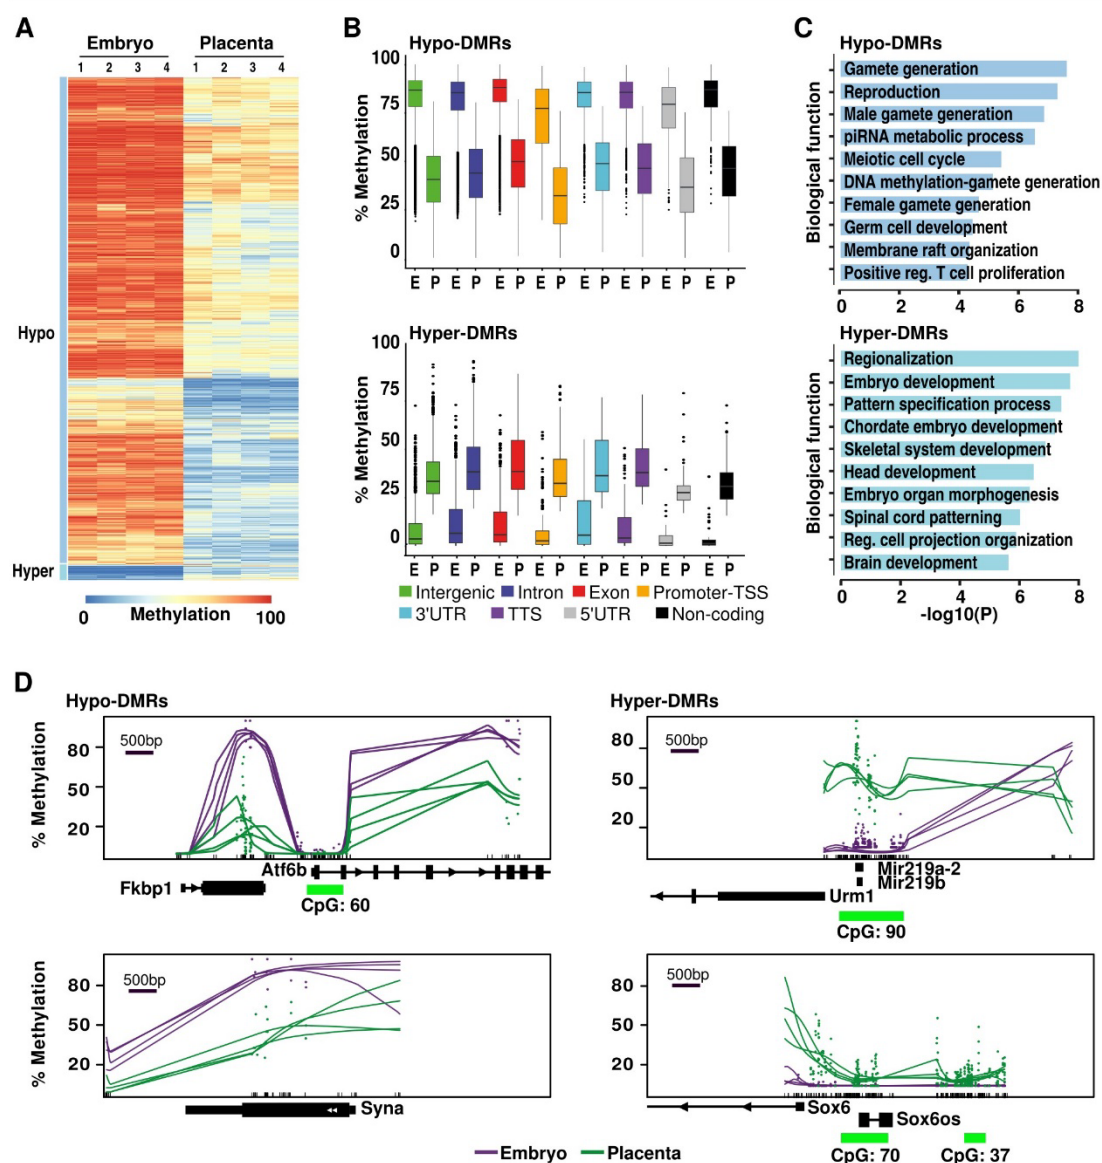 A
Embryo Placenta
1 2 3 4 1 2 3 4
Hypo
Hyper
0 Methylation 100
B
Hypo-DMRs
% Methylation
100
75
50
25
0
E P E P E P E P E P E P E P E P
Hyper-DMRs
% Methylation
100
50
25
0
E P E P E P E P E P E P E P E P
Intergenic Intron Exon Promoter-TSS
3'UTR TTS 5'UTR Non-coding
C
Hypo-DMRs
Biological function
Gamete generation
Reproduction
Male gamete generation
piRNA metabolic process
Meiotic cell cycle
DNA methylation-gamete generation
Female gamete generation
Germ cell development
Membrane raft organization
Positive reg. T cell proliferation
0 2 4 6 8
Hyper-DMRs
Biological function
Regionalization
Embryo development
Pattern specification process
Chordate embryo development
Skeletal system development
Head development
Embryo organ morphogenesis
Spinal cord patterning
Reg. cell projection organization
Brain development
0 2 4 6 8
-log10(P)
D
Hypo-DMRs
% Methylation
500bp
80
50
20
Atf6b
Fkbp1
CpG: 60
Hyper-DMRs
500bp
80
50
20
Mir219a-2
Mir219b
Urm1
CpG: 90
% Methylation
500bp
80
50
20
Syna
500bp
80
50
20
Sox6
Sox6os
CpG: 70 CpG: 37
Embryo Placenta